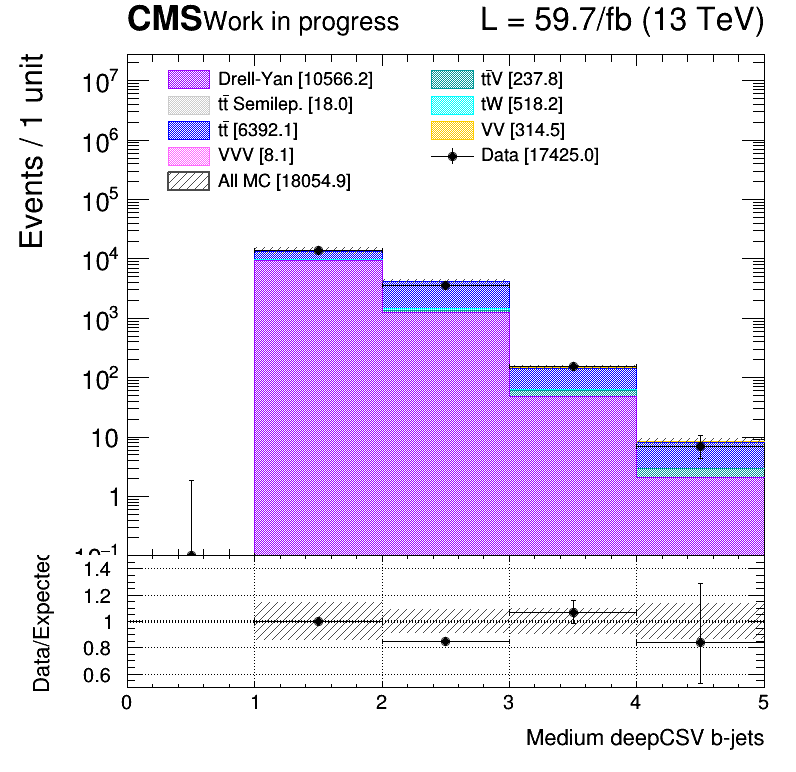 CMS Work in progress L = 59.7/fb (13 TeV)
Events / 1 unit
Drell-Yan [10566.2]
tt̄ Semilep. [18.0]
tt̄ [6392.1]
VVV [8.1]
All MC [18054.9]
tt̄V [237.8]
tW [518.2]
VV [314.5]
Data [17425.0]
10⁷
10⁶
10⁵
10⁴
10³
10²
10
1
10⁻¹
Data/Expected
1.4
1.2
1
0.8
0.6
0 1 2 3 4 5
Medium deepCSV b-jets